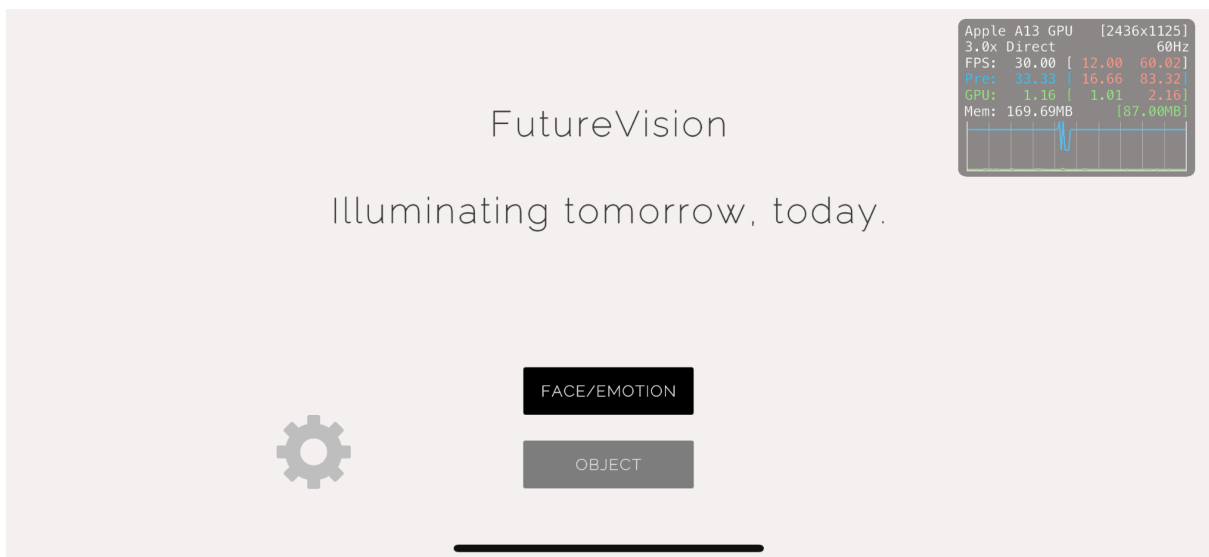 Apple A13 GPU [2436x1125]
3.0x Direct 60Hz
FPS: 30.00 [ 12.00 60.02]
Pre: 33.33 [ 16.66 83.32]
GPU: 1.16 [ 1.01 2.16]
Mem: 169.69MB [87.00MB]
FutureVision
Illuminating tomorrow, today.
FACE/EMOTION
OBJECT